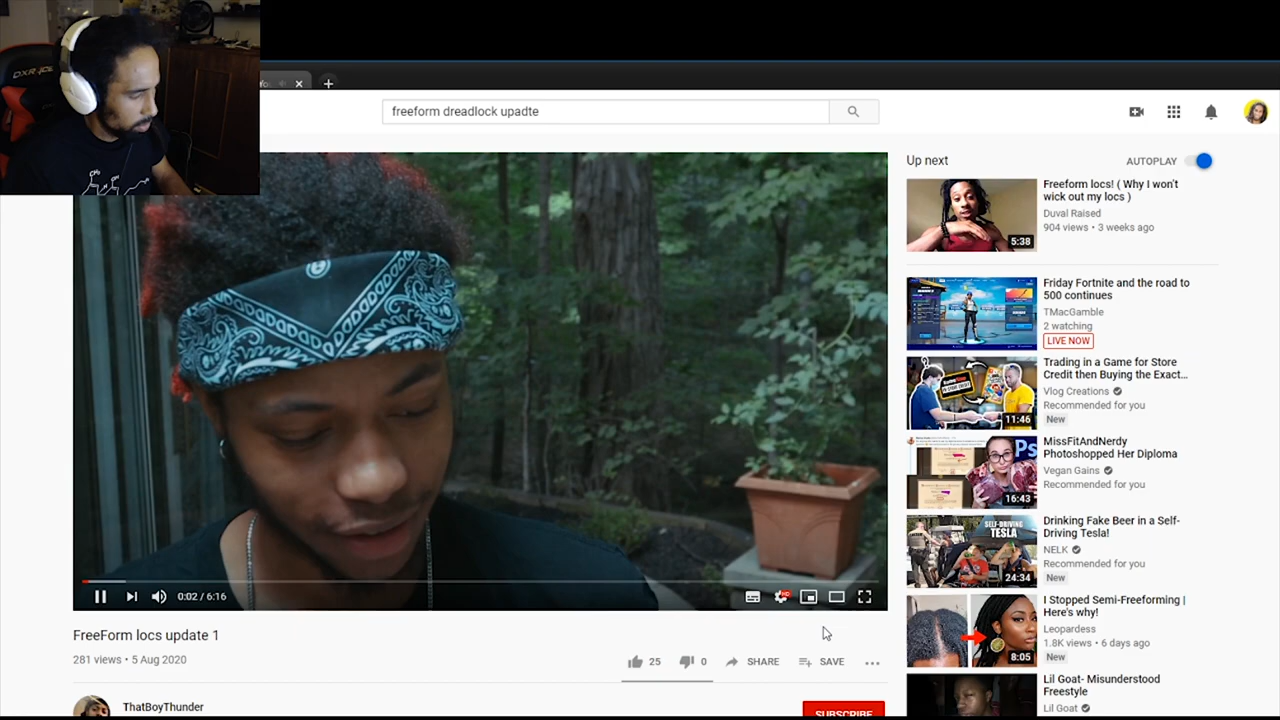 DXRACER
freeform dreadlock upadte
Up next
AUTOPLAY
5:38
Freeform locs! ( Why I won't
wick out my locs )
Duval Raised
904 views • 3 weeks ago
Friday Fortnite and the road to
500 continues
TMacGamble
2 watching
LIVE NOW
11:46
Trading in a Game for Store
Credit then Buying the Exact...
Vlog Creations
Recommended for you
New
Ps
16:43
MissFitAndNerdy
Photoshopped Her Diploma
Vegan Gains
Recommended for you
SELF-DRIVING
TESLA
24:34
Drinking Fake Beer in a Self-
Driving Tesla!
NELK
Recommended for you
New
8:05
I Stopped Semi-Freeforming |
Here's why!
Leopardess
1.8K views • 6 days ago
New
Lil Goat- Misunderstood
Freestyle
Lil Goat
0:02 / 6:16
HD
FreeForm locs update 1
281 views • 5 Aug 2020
25
0
SHARE
SAVE
ThatBoyThunder
SUBSCRIBE